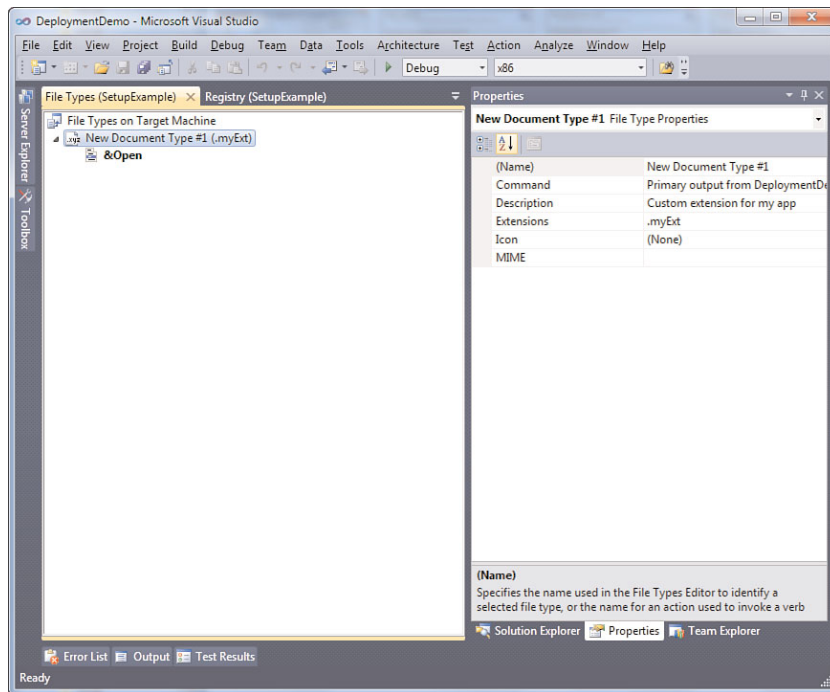 DeploymentDemo - Microsoft Visual Studio
File Edit View Project Build Debug Team Data Tools Architecture Test Action Analyze Window Help
Debug x86
Server Explorer
Toolbox
File Types (SetupExample) Registry (SetupExample)
File Types on Target Machine
.xyz New Document Type #1 (.myExt)
&Open
Properties
New Document Type #1 File Type Properties
(Name) New Document Type #1
Command Primary output from DeploymentDe
Description Custom extension for my app
Extensions .myExt
Icon (None)
MIME
(Name)
Specifies the name used in the File Types Editor to identify a
selected file type, or the name for an action used to invoke a verb
Solution Explorer Properties Team Explorer
Error List Output Test Results
Ready